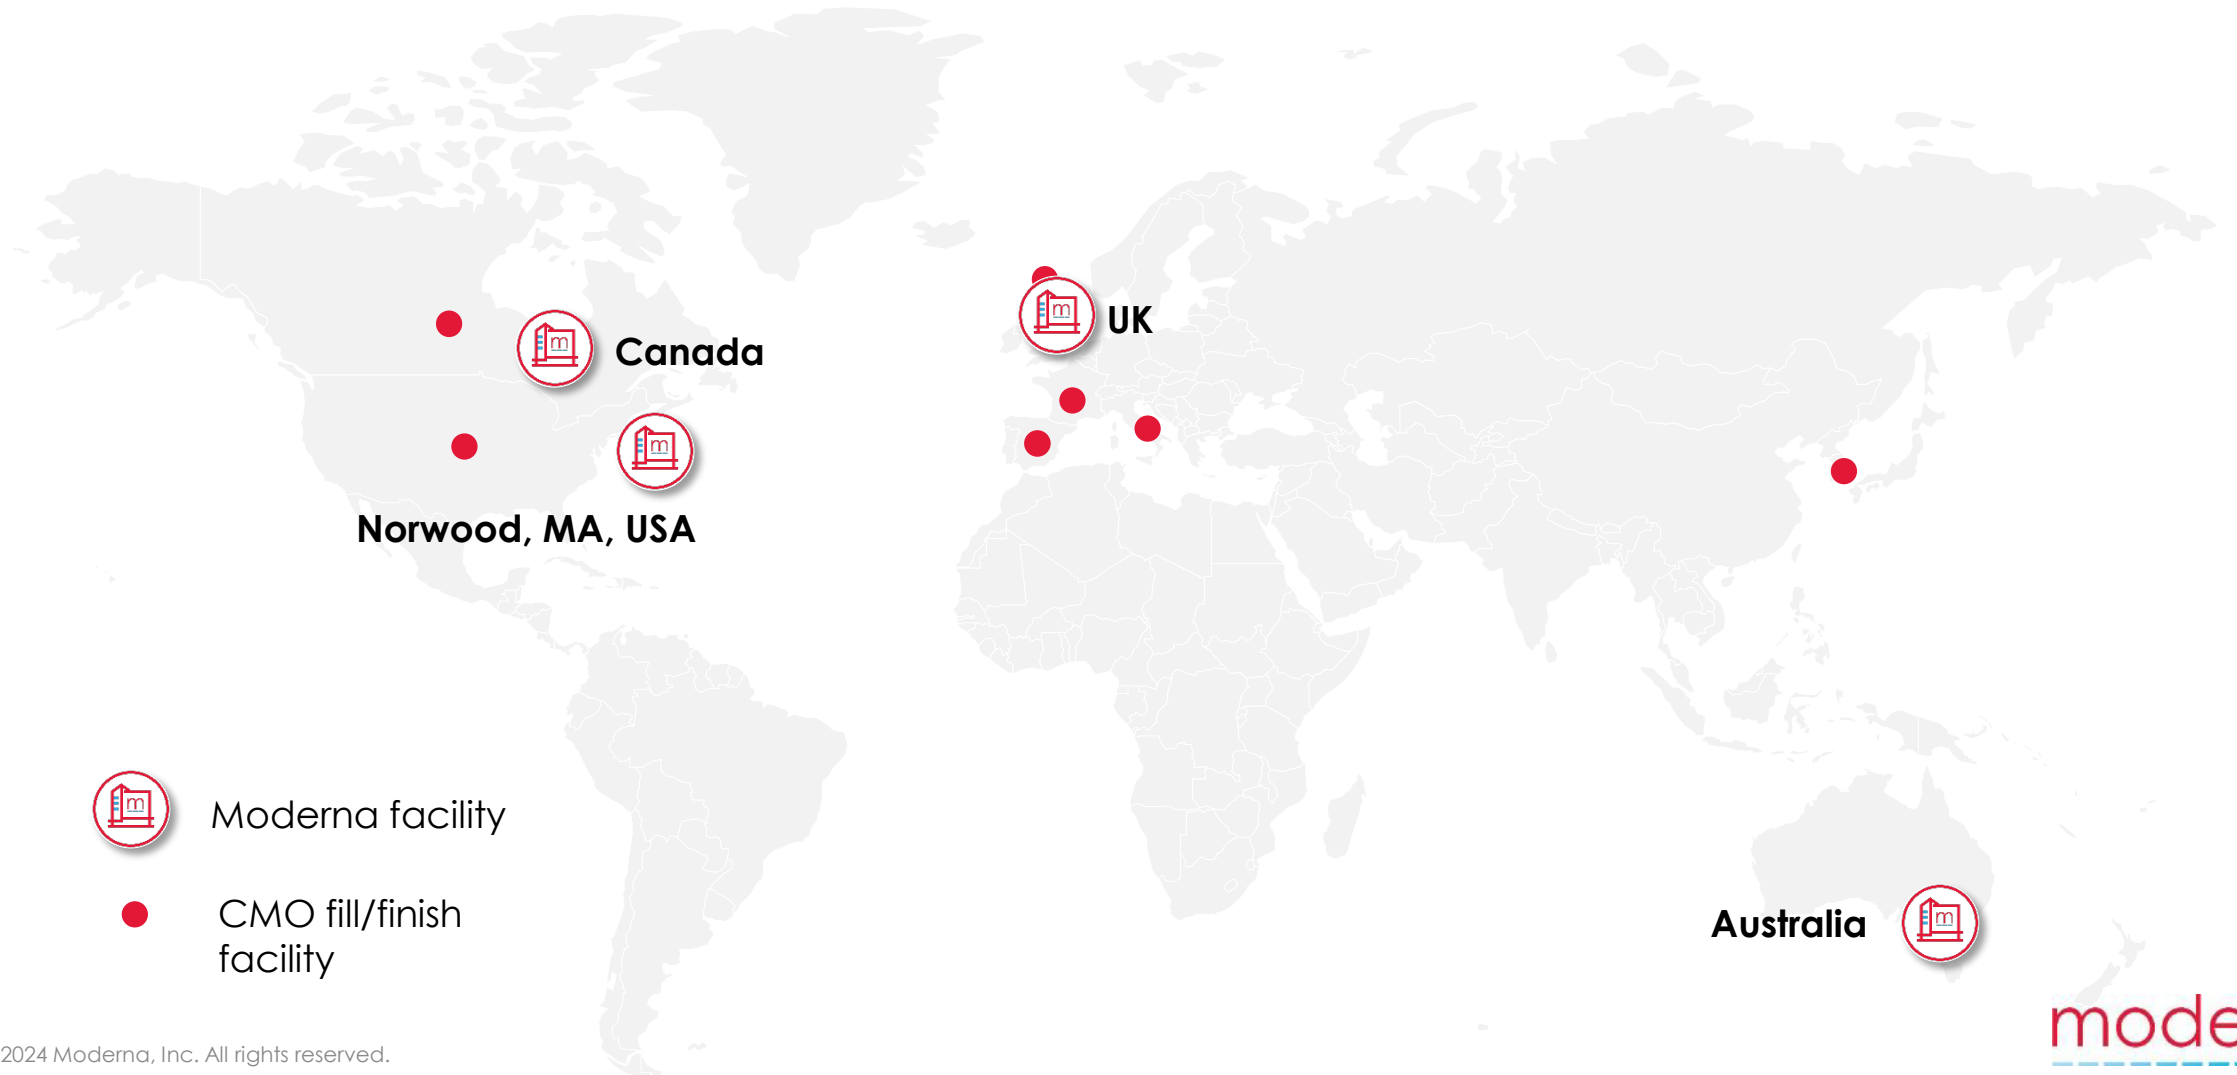 UK
Canada
Norwood, MA, USA
Moderna facility
CMO fill/finish
facility
Australia
2024 Moderna, Inc. All rights reserved.
mode